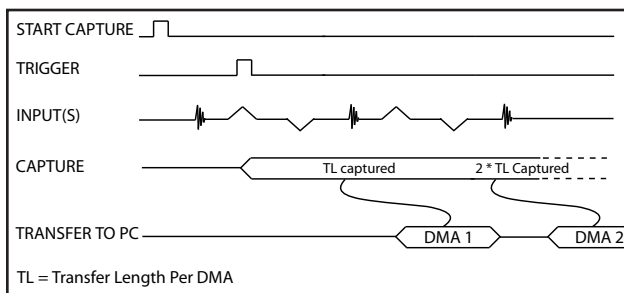 START CAPTURE
TRIGGER
INPUT(S)
CAPTURE
TL captured
2 * TL Captured
TRANSFER TO PC
DMA 1
DMA 2
TL = Transfer Length Per DMA